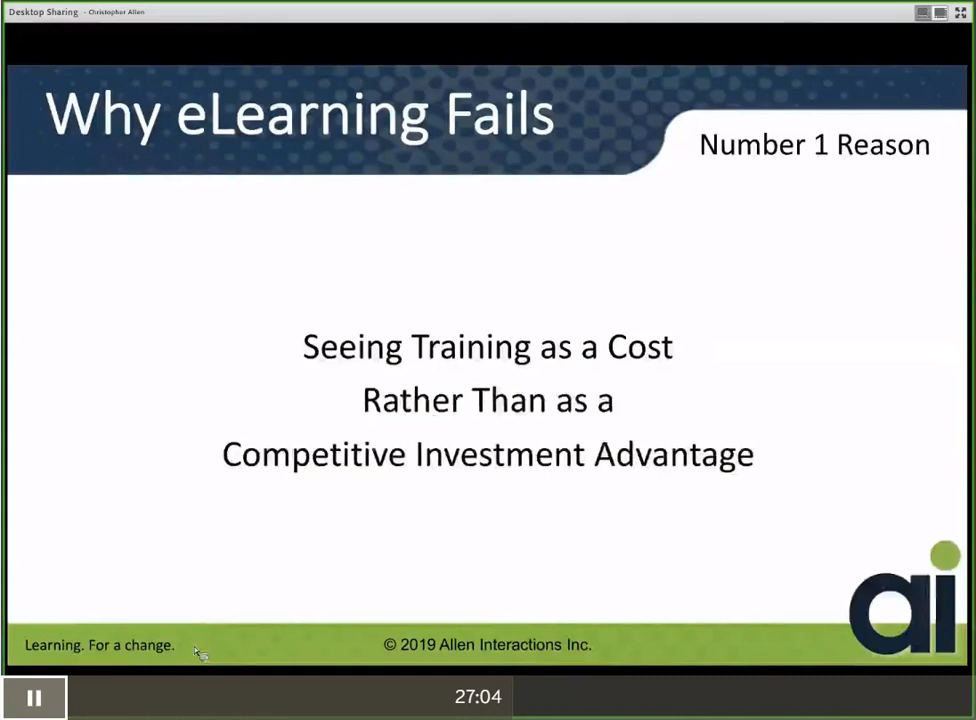 Desktop Sharing - Christopher Allen
Why eLearning Fails
Number 1 Reason
Seeing Training as a Cost
Rather Than as a
Competitive Investment Advantage
ai
Learning. For a change.
© 2019 Allen Interactions Inc.
27:04